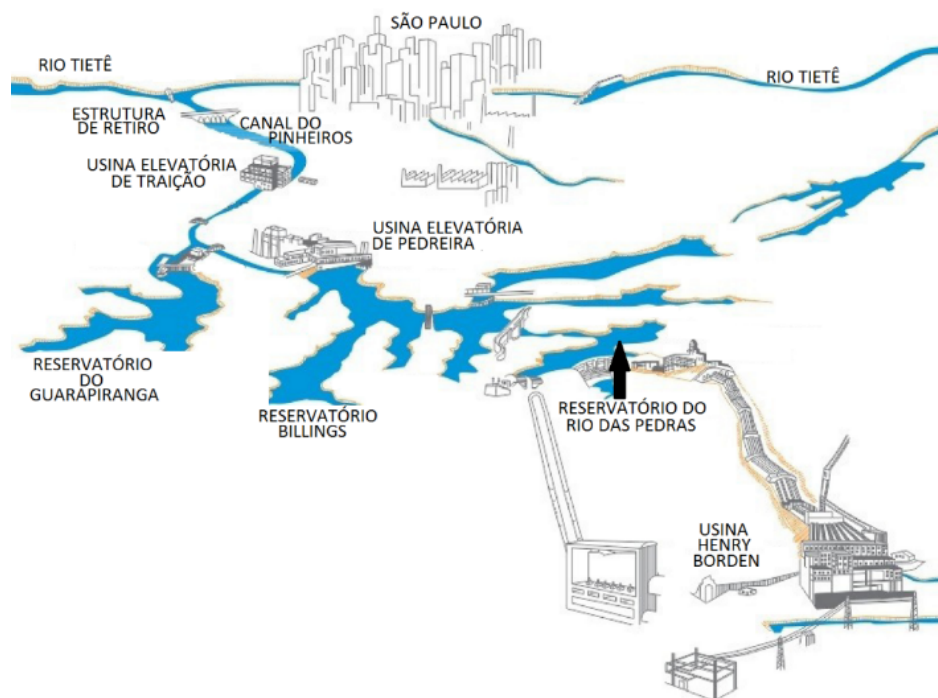 SÃO PAULO
RIO TIETÊ
RIO TIETÊ
ESTRUTURA
DE RETIRO
CANAL DO
PINHEIROS
USINA ELEVATÓRIA
DE TRAIÇÃO
USINA ELEVATÓRIA
DE PEDREIRA
RESERVATÓRIO
DO
GUARAPIRANGA
RESERVATÓRIO
BILLINGS
RESERVATÓRIO DO
RIO DAS PEDRAS
USINA
HENRY
BORDEN